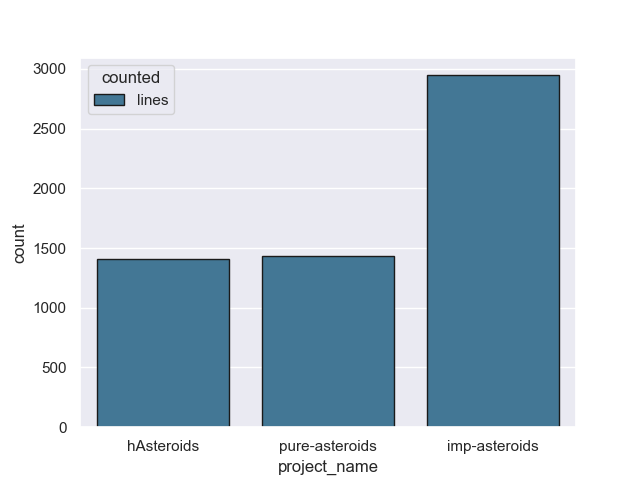 3000
2500
2000
1500
1000
500
0
count
counted
lines
hAsteroids
pure-asteroids
imp-asteroids
project_name